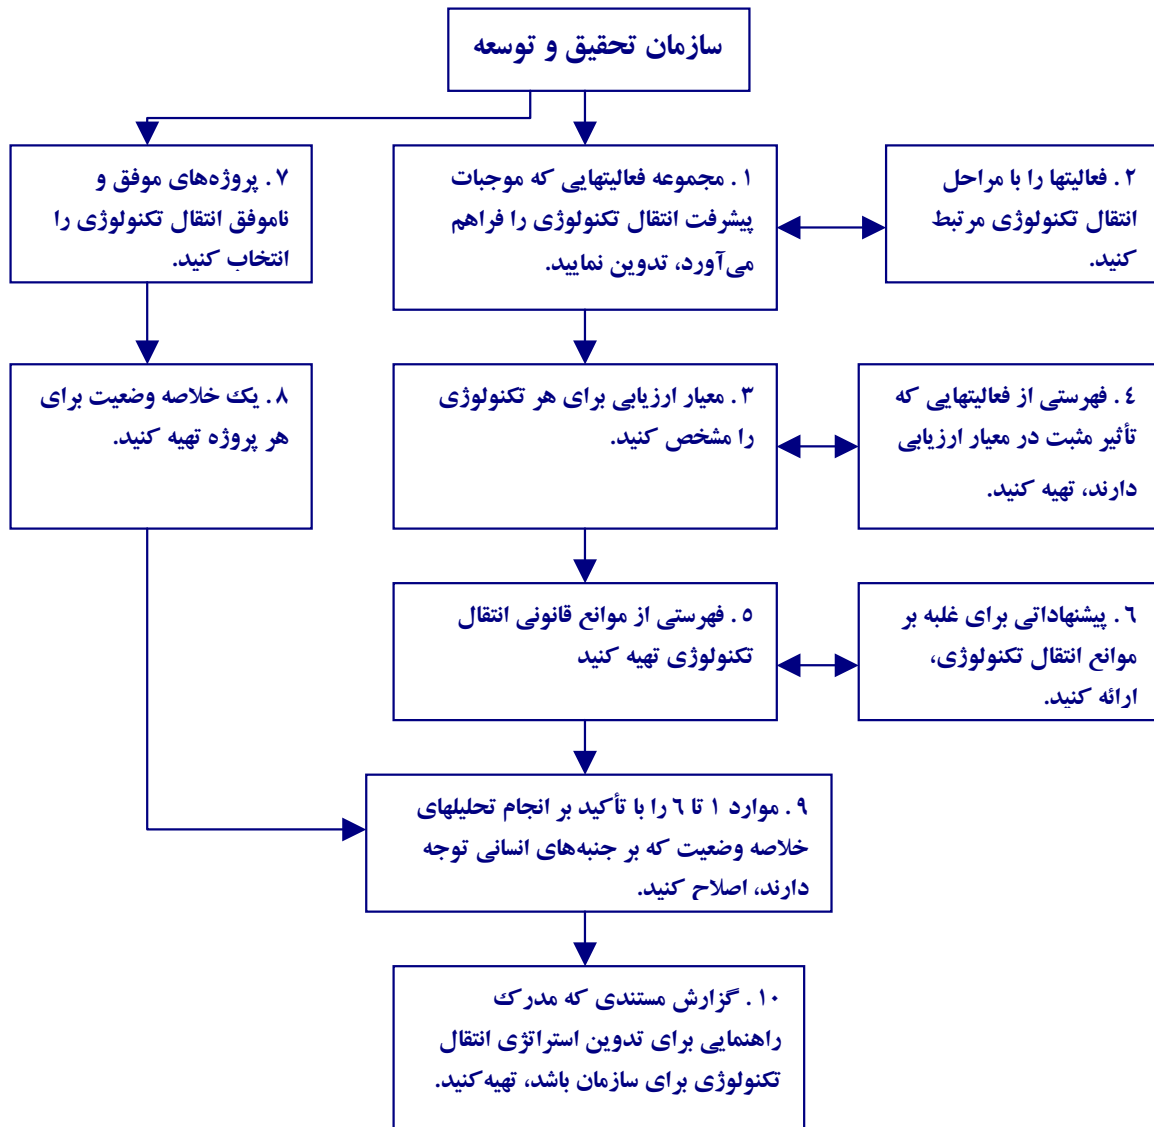 سازمان تحقیق و توسعه
۱. مجموعه فعالیتهایی که موجبات
پیشرفت انتقال تکنولوژی را فراهم
می‌آورد، تدوین نمایید.
۲. فعالیتها را با مراحل
انتقال تکنولوژی مرتبط
کنید.
۳. معیار ارزیابی برای هر تکنولوژی
را مشخص کنید.
٤. فهرستی از فعالیتهایی که
تأثیر مثبت در معیار ارزیابی
دارند، تهیه کنید.
٥. فهرستی از موانع قانونی انتقال
تکنولوژی تهیه کنید
٦. پیشنهاداتی برای غلبه بر
موانع انتقال تکنولوژی،
ارائه کنید.
۷. پروژه‌های موفق و
ناموفق انتقال تکنولوژی را
انتخاب کنید.
۸. یک خلاصه وضعیت برای
هر پروژه تهیه کنید.
۹. موارد ۱ تا ٦ را با تأکید بر انجام تحلیلهای
خلاصه وضعیت که بر جنبه‌های انسانی توجه
دارند، اصلاح کنید.
۱۰. گزارش مستندی که مدرک
راهنمایی برای تدوین استراتژی انتقال
تکنولوژی برای سازمان باشد، تهیه کنید.